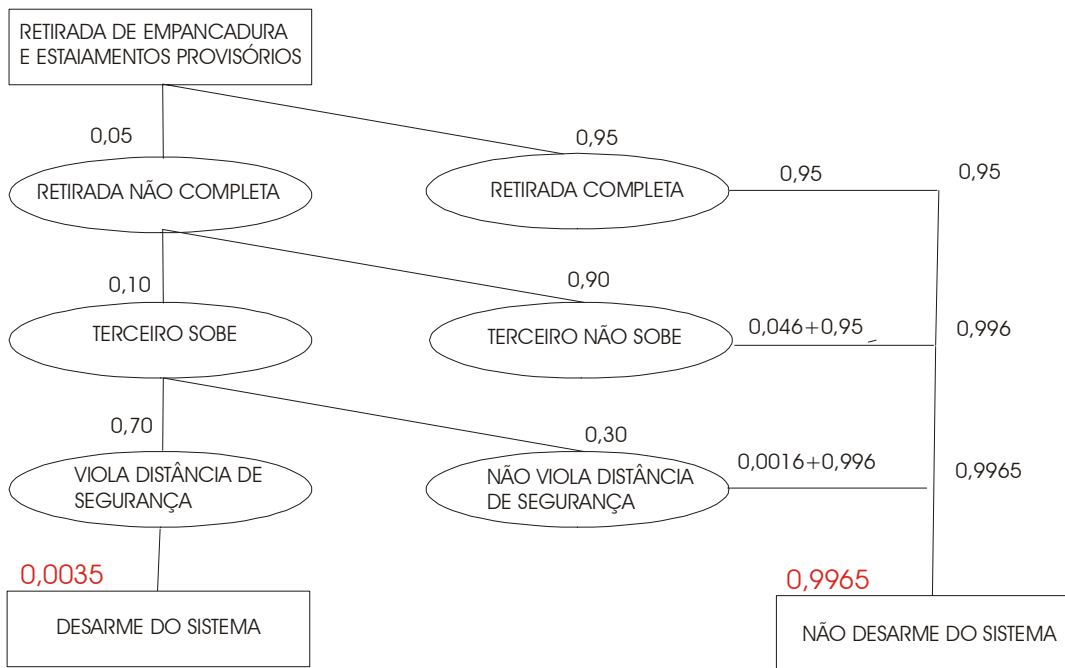 RETIRADA DE EMPANCADURA
E ESTAIAMENTOS PROVISÓRIOS
0,05
0,95
RETIRADA NÃO COMPLETA
RETIRADA COMPLETA
0,95
0,95
0,10
0,90
TERCEIRO SOBE
TERCEIRO NÃO SOBE
0,046+0,95
0,996
0,70
0,30
VIOLA DISTÂNCIA DE
SEGURANÇA
NÃO VIOLA DISTÂNCIA
DE SEGURANÇA
0,0016+0,996
0,9965
0,0035
0,9965
DESARME DO SISTEMA
NÃO DESARME DO SISTEMA